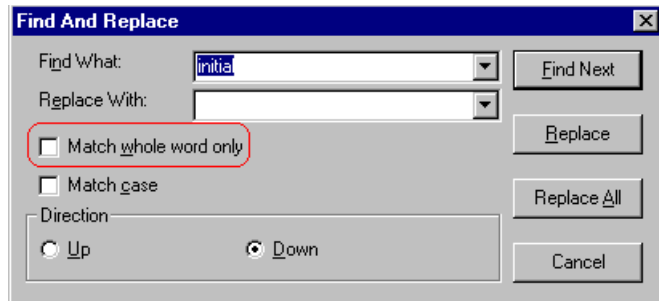 Find And Replace
Find What: initial
Find Next
Replace With:
Replace
Match whole word only
Match case
Replace All
Direction
Up Down
Cancel